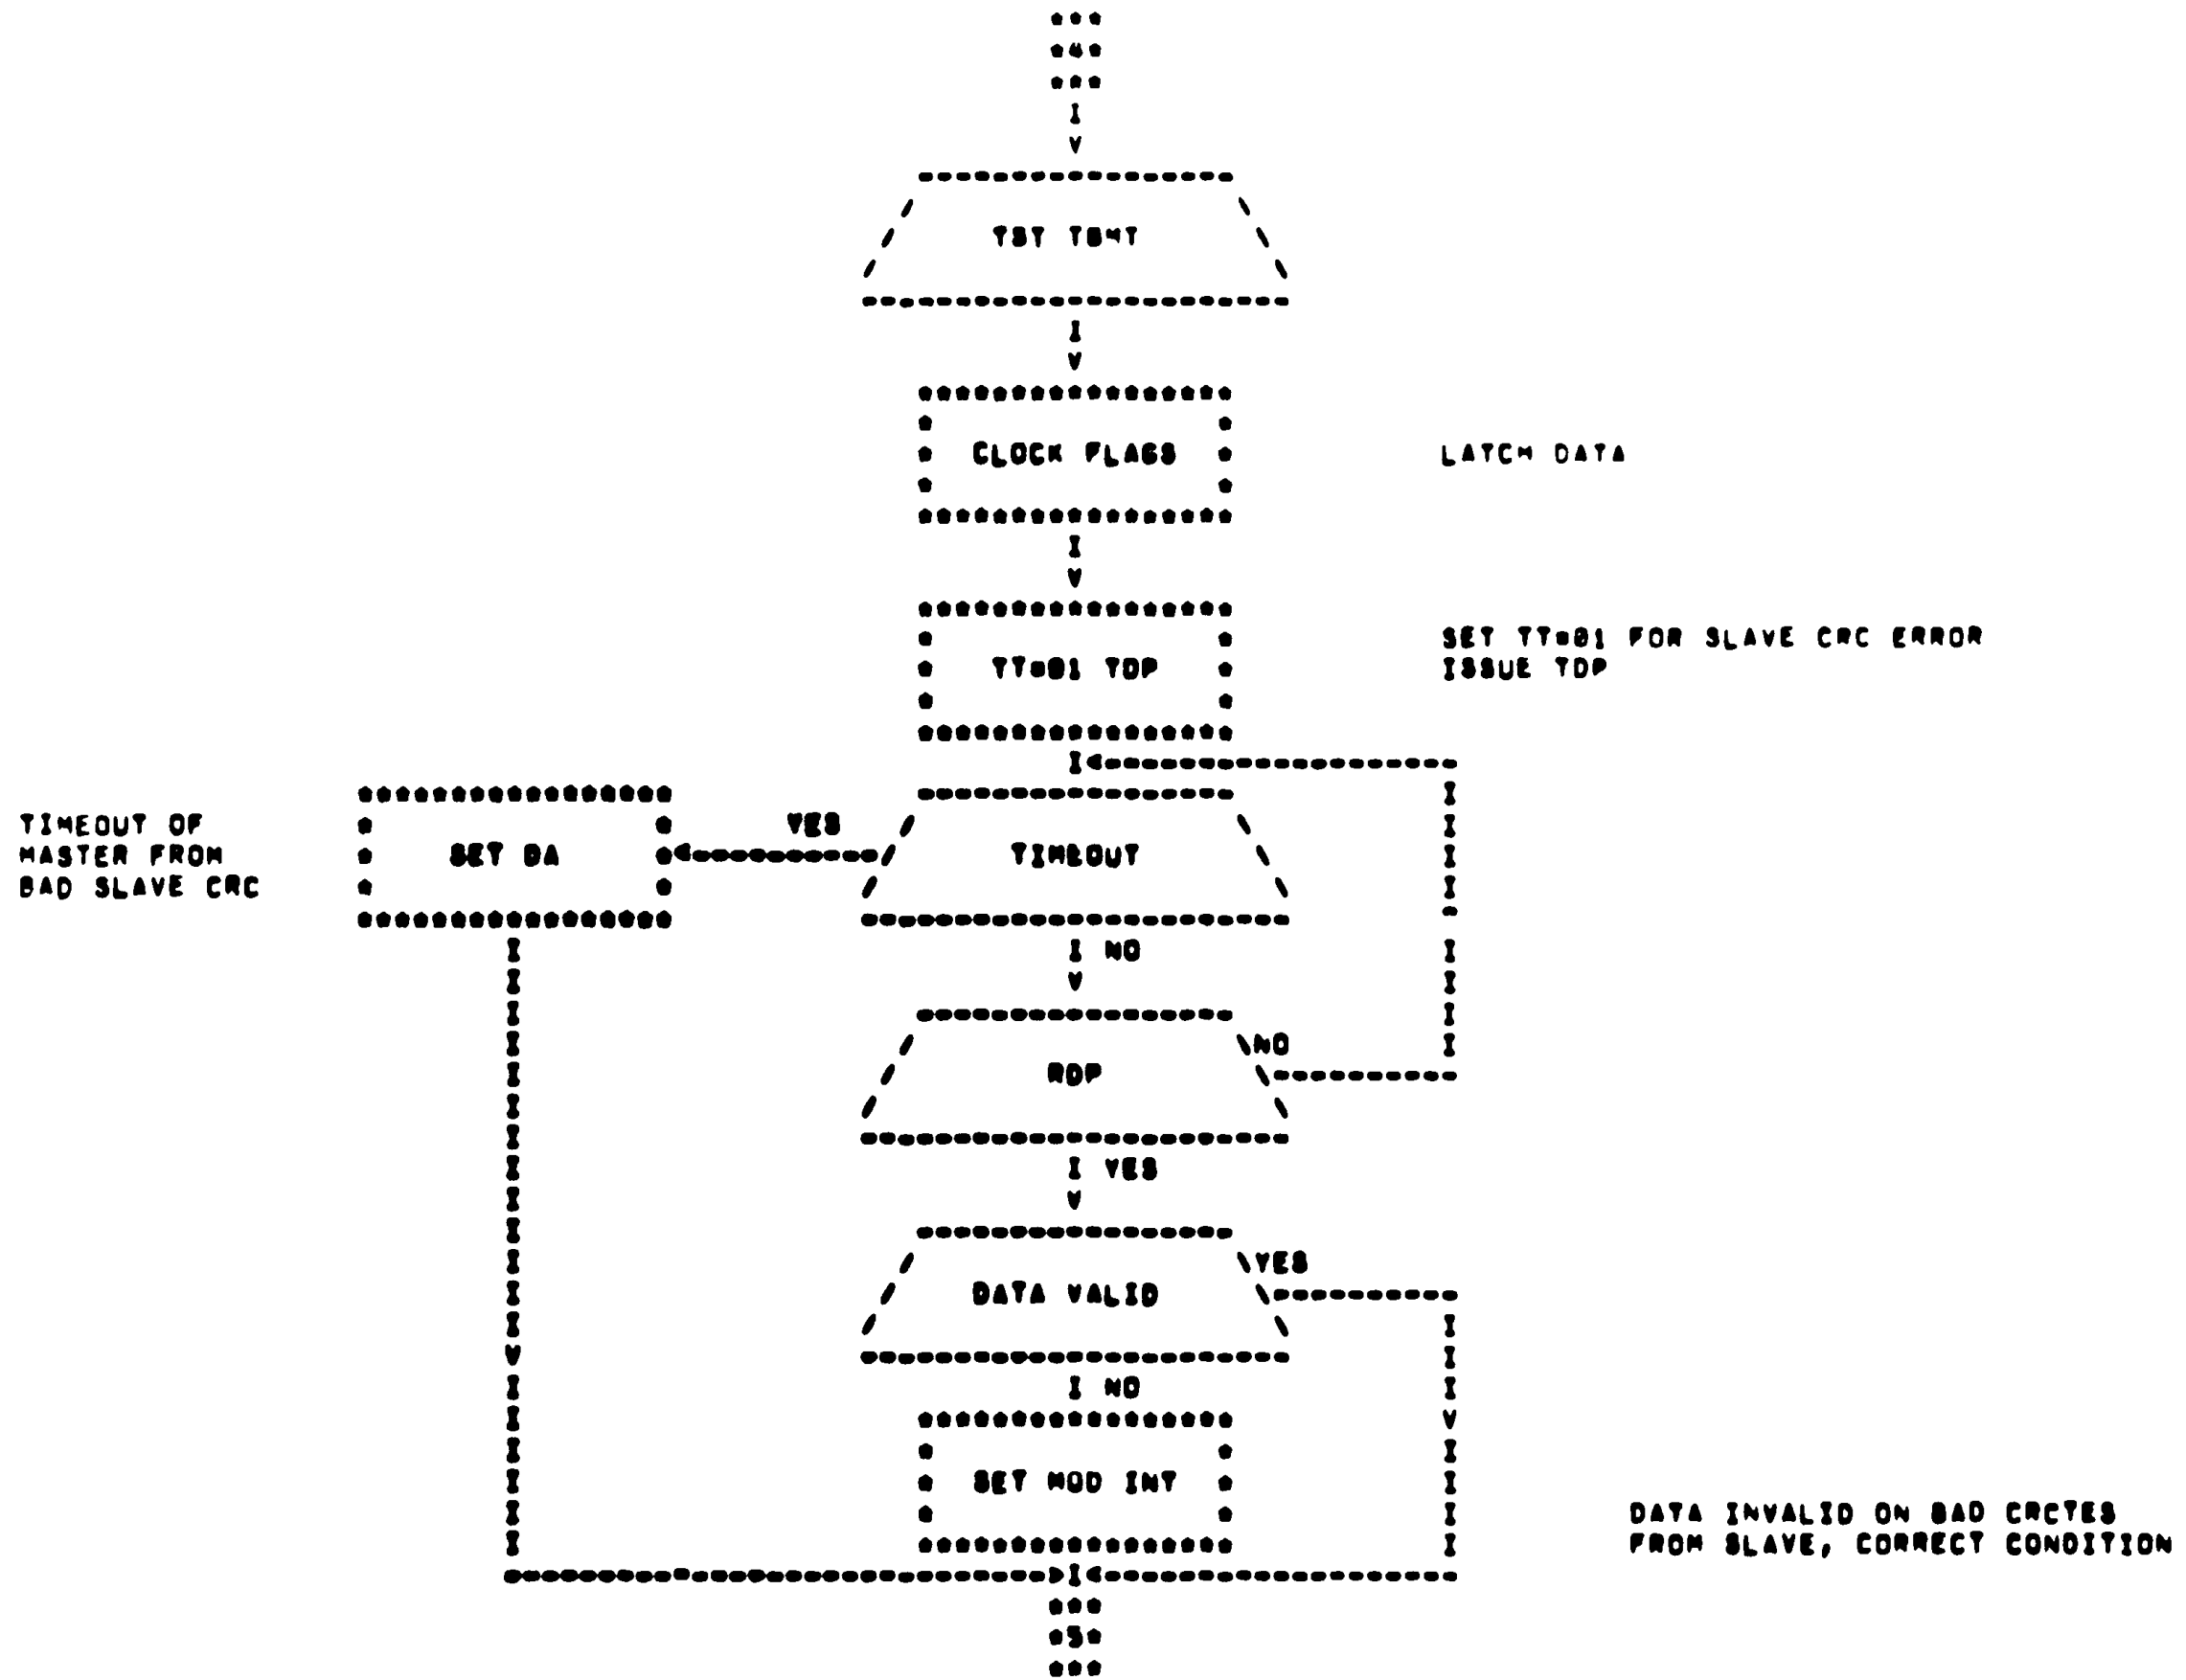 4
TST TBMT
CLOCK FLAGS
LATCH DATA
TT=01 TDP
SET TT=01 FOR SLAVE CRC ERROR
ISSUE TDP
TIMEOUT OF
MASTER FROM
BAD SLAVE CRC
SET DA
YES
TIMEOUT
NO
RDP
NO
YES
DATA VALID
YES
NO
SET MOD INT
DATA INVALID ON BAD CRCTES
FROM SLAVE, CORRECT CONDITION
5